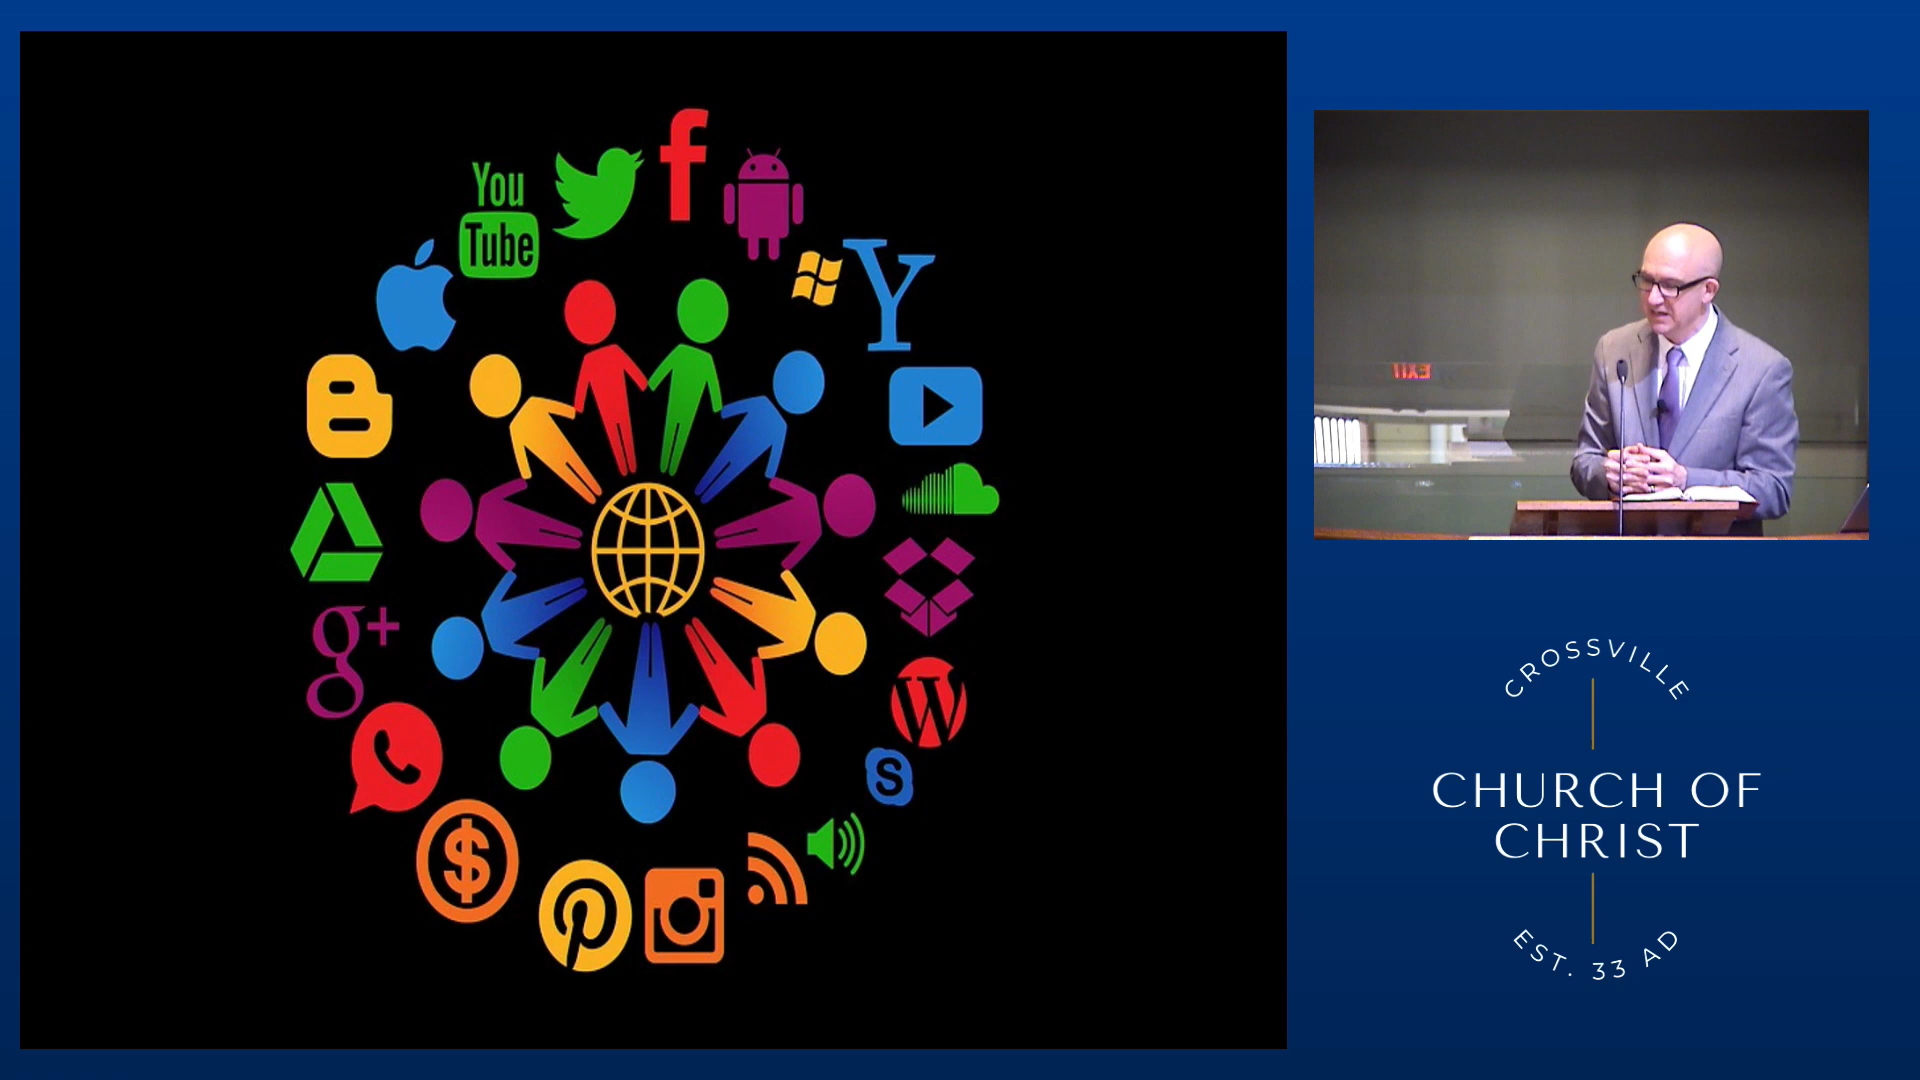 You
Tube
f
Y
B
g+
W
S
$
EXIT
CROSSVILLE
CHURCH OF
CHRIST
EST. 33 AD